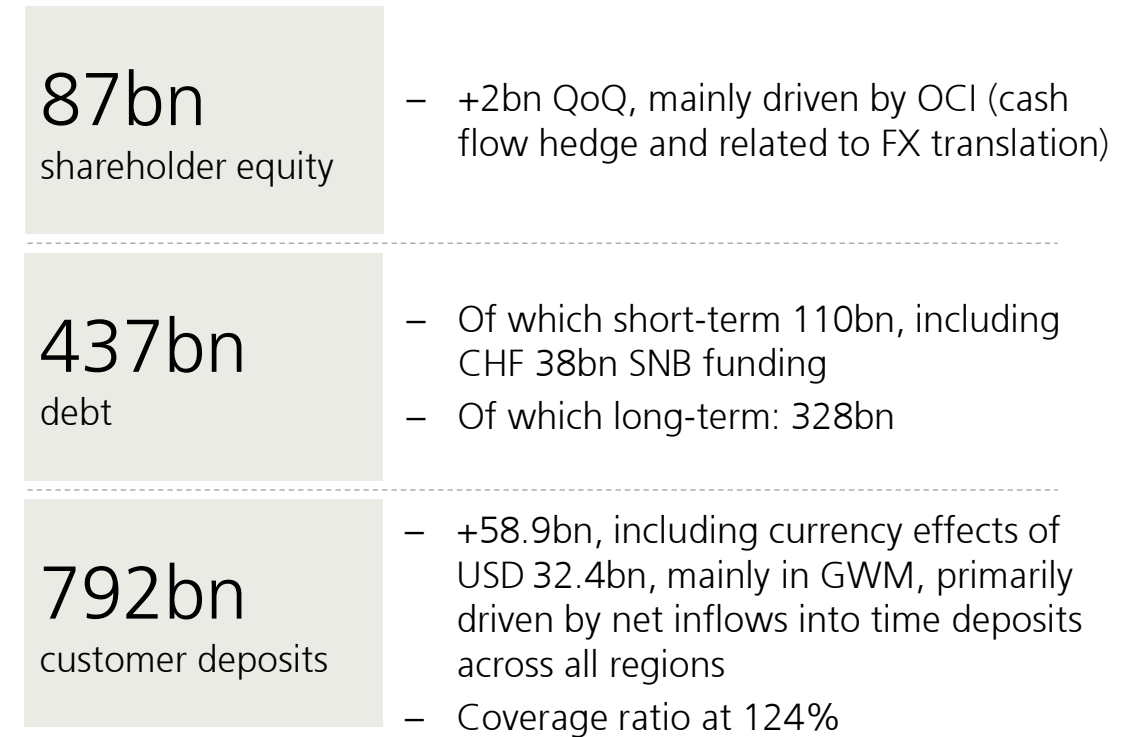 87bn
shareholder equity
– +2bn QoQ, mainly driven by OCI (cash
flow hedge and related to FX translation)
437bn
debt
– Of which short-term 110bn, including
CHF 38bn SNB funding
– Of which long-term: 328bn
792bn
customer deposits
– +58.9bn, including currency effects of
USD 32.4bn, mainly in GWM, primarily
driven by net inflows into time deposits
across all regions
– Coverage ratio at 124%